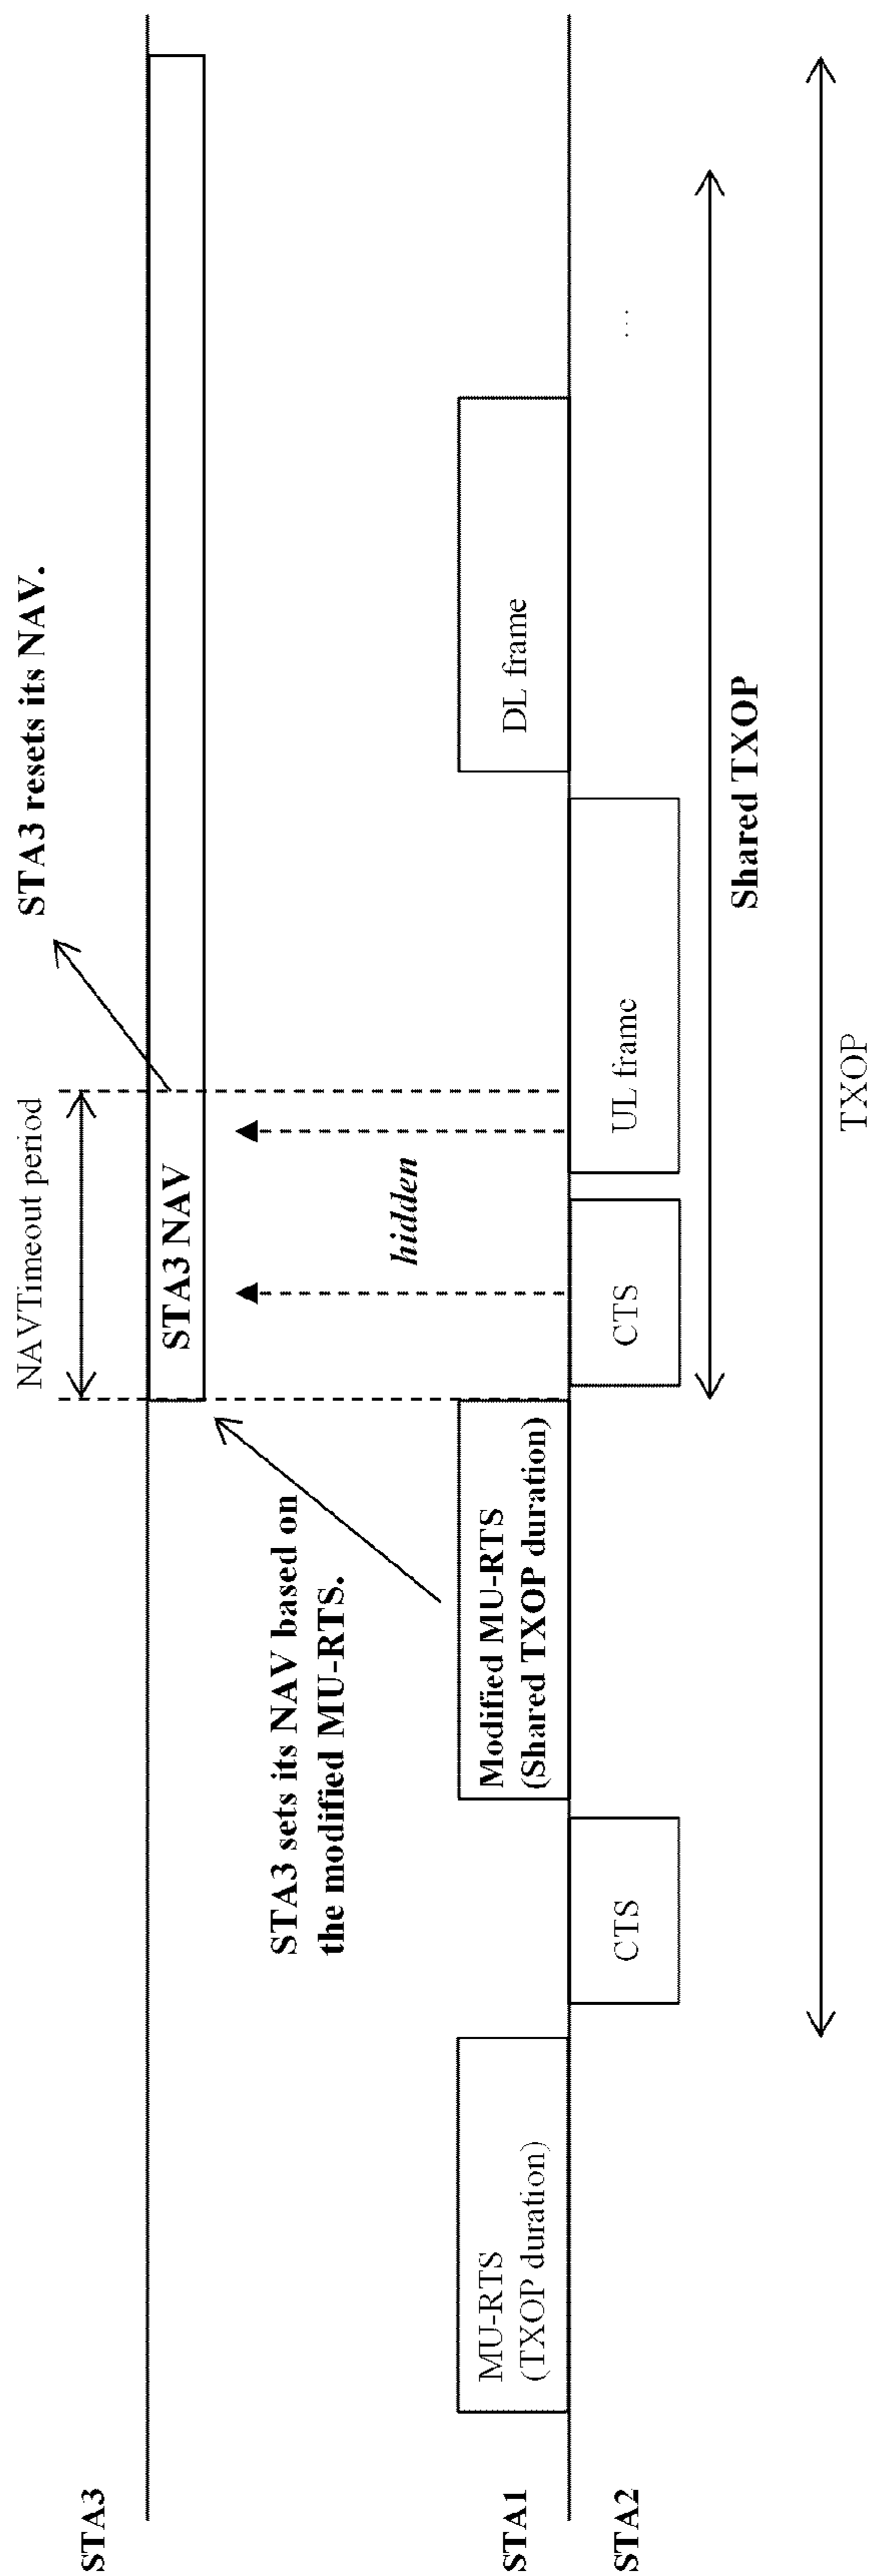 STA3 resets its NAV.
NAVTimeout period
STA3
STA3 NAV
STA3 sets its NAV based on
the modified MU-RTS.
hidden
STA1
MU-RTS
(TXOP duration)
Modified MU-RTS
(Shared TXOP duration)
DL frame
STA2
CTS
CTS
UL frame
...
Shared TXOP
TXOP